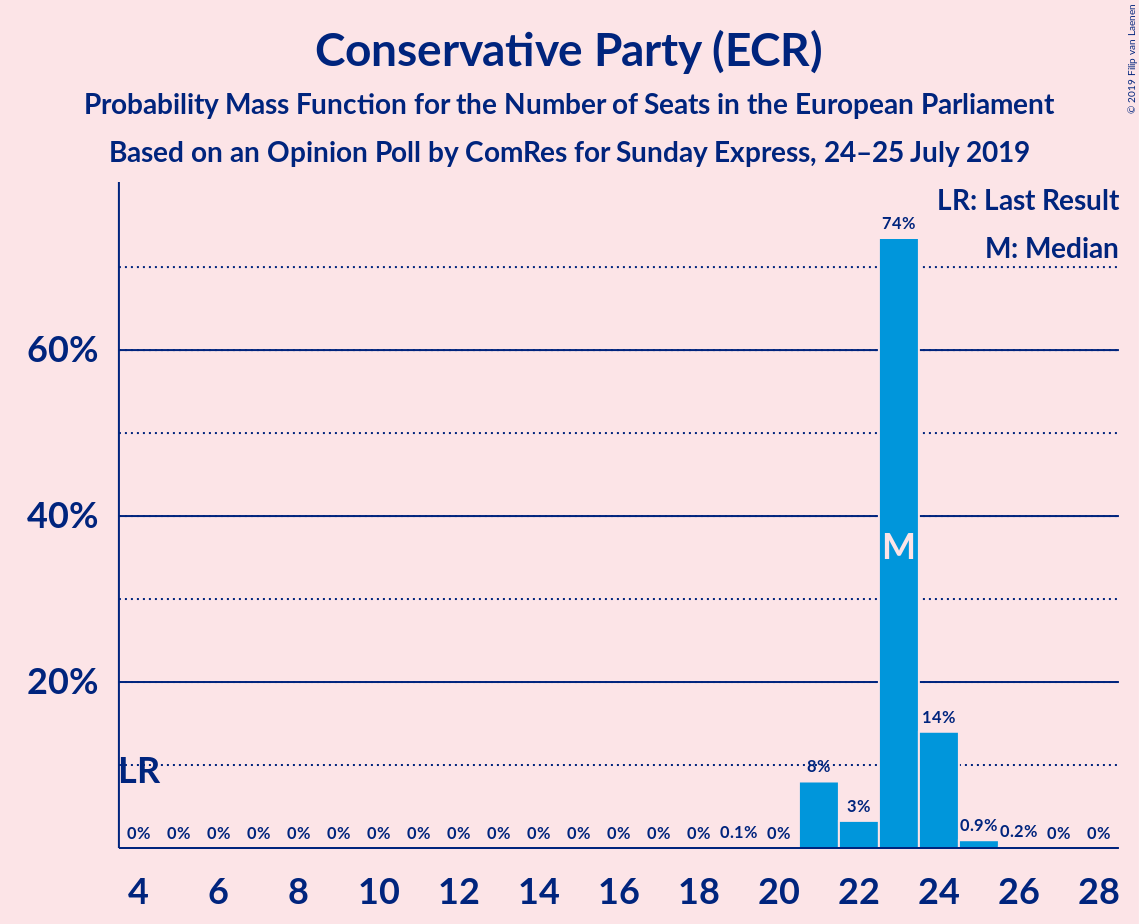 Conservative Party (ECR)
Probability Mass Function for the Number of Seats in the European Parliament
Based on an Opinion Poll by ComRes for Sunday Express, 24–25 July 2019
© 2019 Filip van Laenen
LR: Last Result
M: Median
74%
60%
40%
M
20%
14%
LR
8%
3%
0% 0% 0% 0% 0% 0% 0% 0% 0% 0% 0% 0% 0% 0% 0% 0.1% 0% 0.9% 0.2% 0% 0%
4 6 8 10 12 14 16 18 20 22 24 26 28